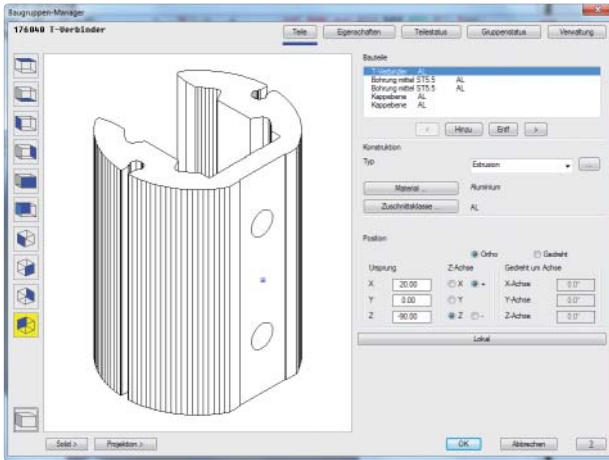 Baugruppen-Manager
176040 T-Verbinder
Teile Eigenschaften Teilestatus Gruppenstatus Verwaltung
Bauteile
T-Verbinder AL
Bohrung mittel ST5.5 AL
Bohrung mittel ST5.5 AL
Kappebene AL
Kappebene AL
< Hinzu Entf >
Konstruktion
Typ Extrusion ...
Material ... Aluminium
Zuschnittsklasse ... AL
Position
Ortho Gedreht
Ursprung Z-Achse Gedreht um Achse
X 20.00 X + X-Achse 0.0°
Y 0.00 Y Y-Achse 0.0°
Z -90.00 Z - Z-Achse 0.0°
Lokal
Solid > Projektion > OK Abbrechen ?